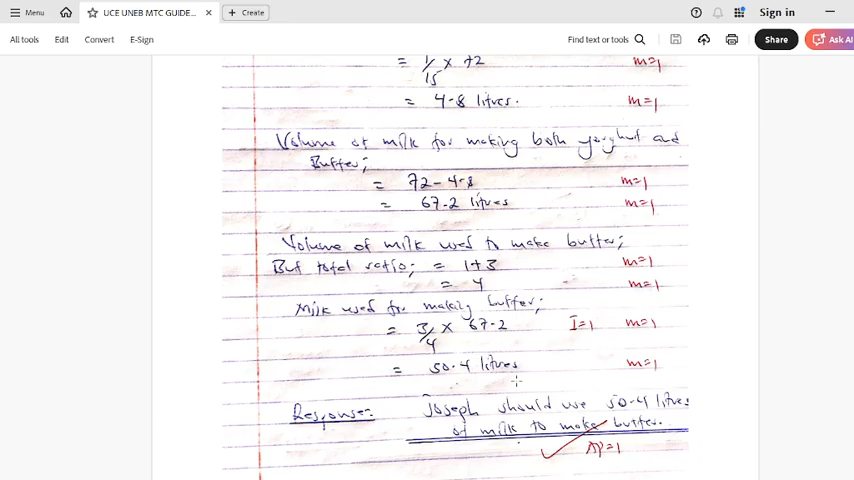 Menu
UCE UNEB MTC GUIDE...
Create
Sign in
All tools
Edit
Convert
E-Sign
Find text or tools
Share
Ask AI
= 1/15 x 72 m=1
= 4.8 litres. m=1
Volume of milk for making both yoghurt and
Buffer;
= 72-4.8 m=1
= 67.2 litres m=1
Volume of milk used to make buffer;
But total ratio; = 1+3 m=1
= 4 m=1
Milk used for making buffer;
= 3/4 x 67.2 I=1 m=1
= 50.4 litres m=1
Response: Joseph should use 50.4 litres
of milk to make buffer.
AP=1